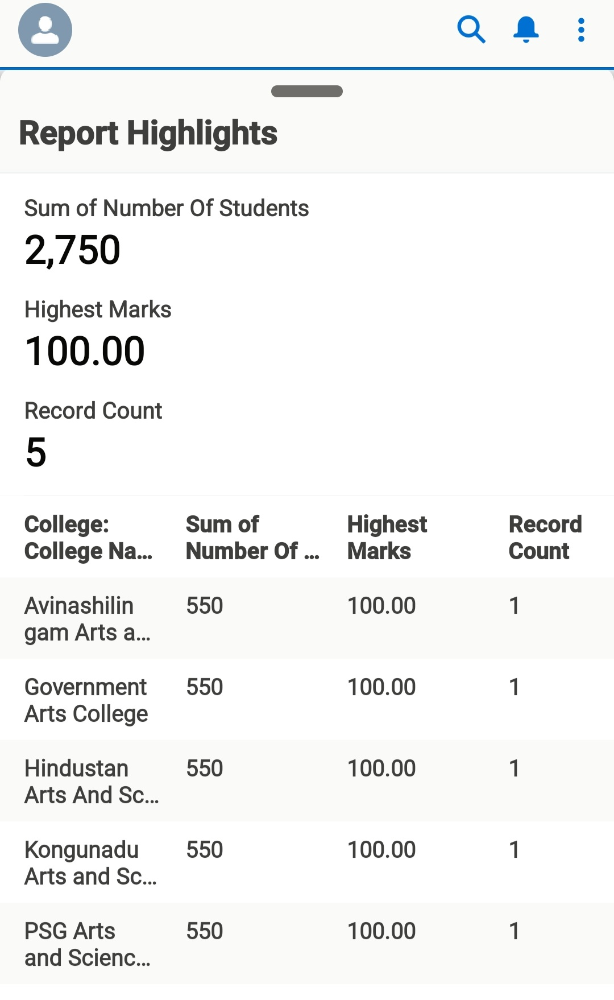 Report Highlights
Sum of Number Of Students
2,750
Highest Marks
100.00
Record Count
5
College: Sum of Highest Record
College Na... Number Of ... Marks Count
Avinashilin 550 100.00 1
gam Arts a...
Government 550 100.00 1
Arts College
Hindustan 550 100.00 1
Arts And Sc...
Kongunadu 550 100.00 1
Arts and Sc...
PSG Arts 550 100.00 1
and Scienc...